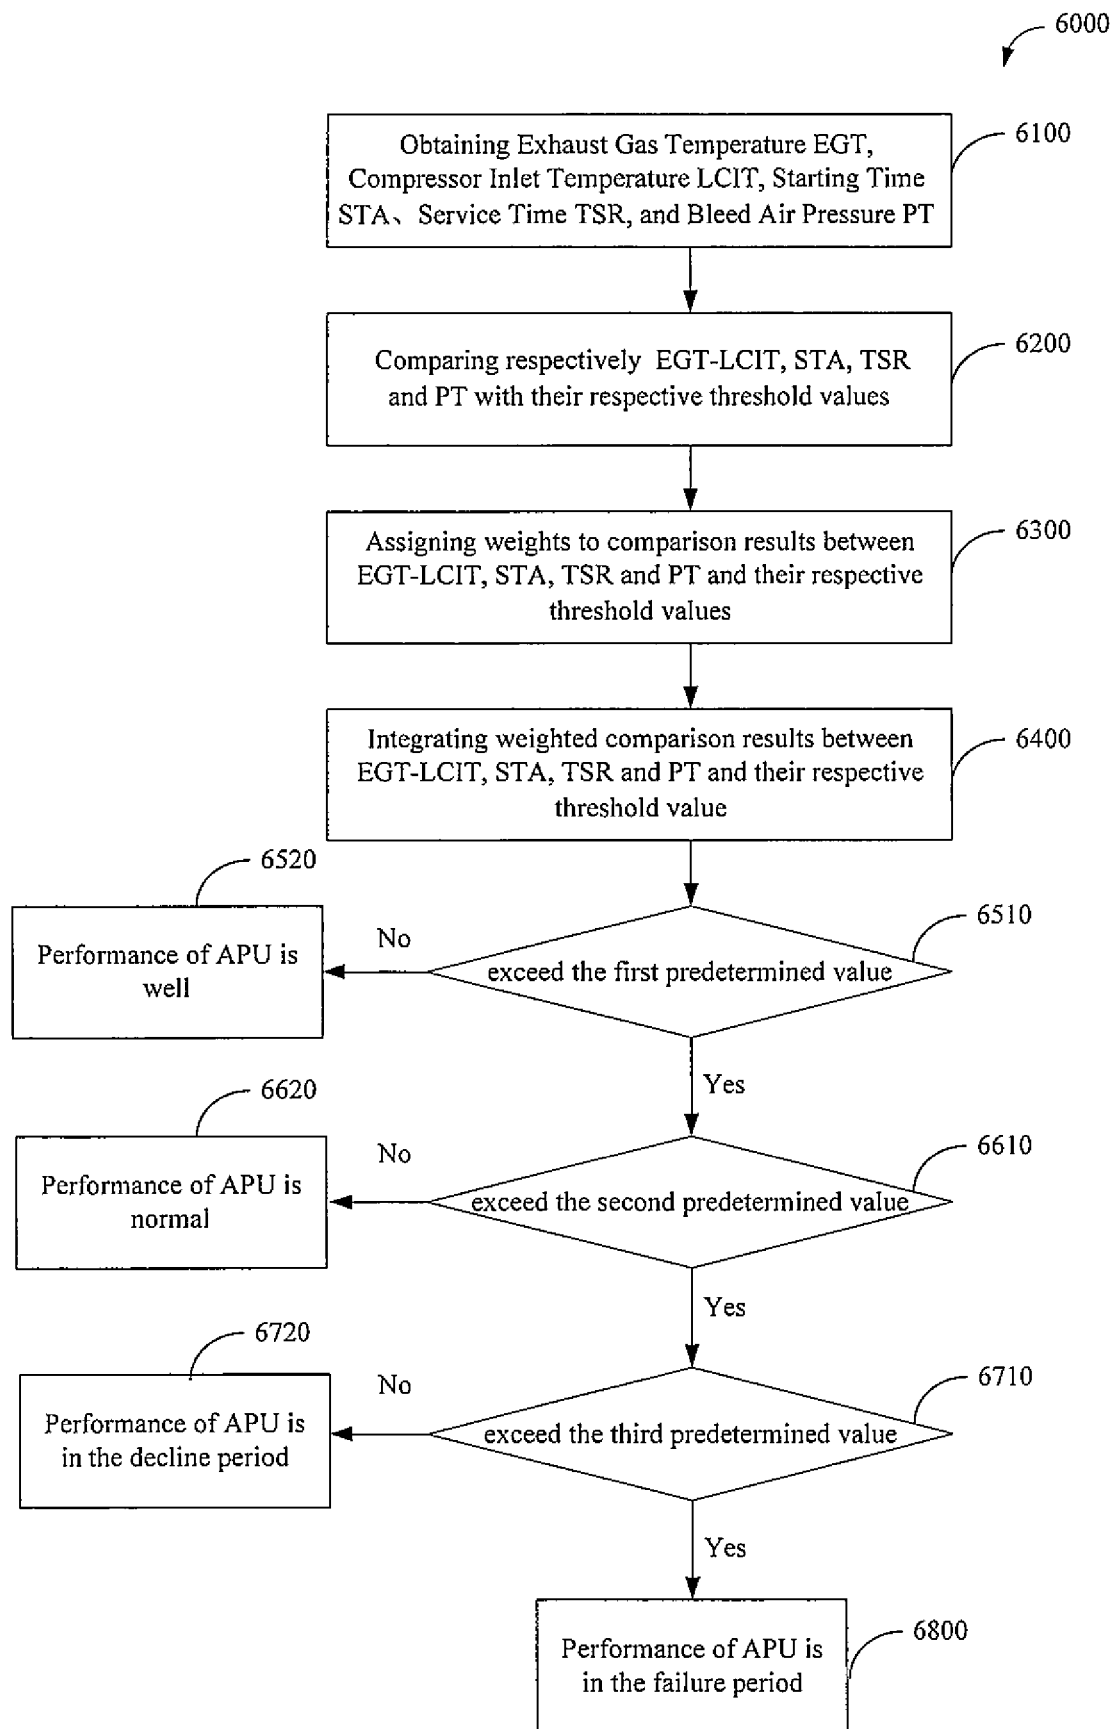 6000
Obtaining Exhaust Gas Temperature EGT,
Compressor Inlet Temperature LCIT, Starting Time
STA、Service Time TSR, and Bleed Air Pressure PT
6100
Comparing respectively EGT-LCIT, STA, TSR
and PT with their respective threshold values
6200
Assigning weights to comparison results between
EGT-LCIT, STA, TSR and PT and their respective
threshold values
6300
Integrating weighted comparison results between
EGT-LCIT, STA, TSR and PT and their respective
threshold value
6400
exceed the first predetermined value
6510
No
Performance of APU is
well
6520
Yes
exceed the second predetermined value
6610
No
Performance of APU is
normal
6620
Yes
exceed the third predetermined value
6710
No
Performance of APU is
in the decline period
6720
Yes
Performance of APU is
in the failure period
6800